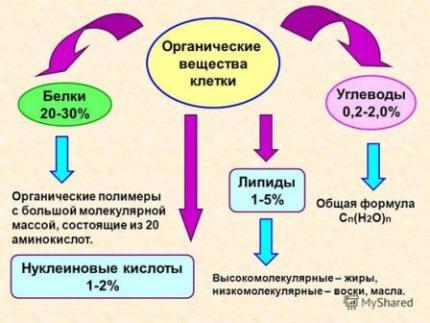 Органические
вещества
клетки
Белки
20-30%
Углеводы
0,2-2,0%
Органические полимеры
с большой молекулярной
массой, состоящие из 20
аминокислот.
Липиды
1-5%
Общая формула
Cn(H2O)n
Нуклеиновые кислоты
1-2%
Высокомолекулярные – жиры,
низкомолекулярные – воски, масла.
MyShared